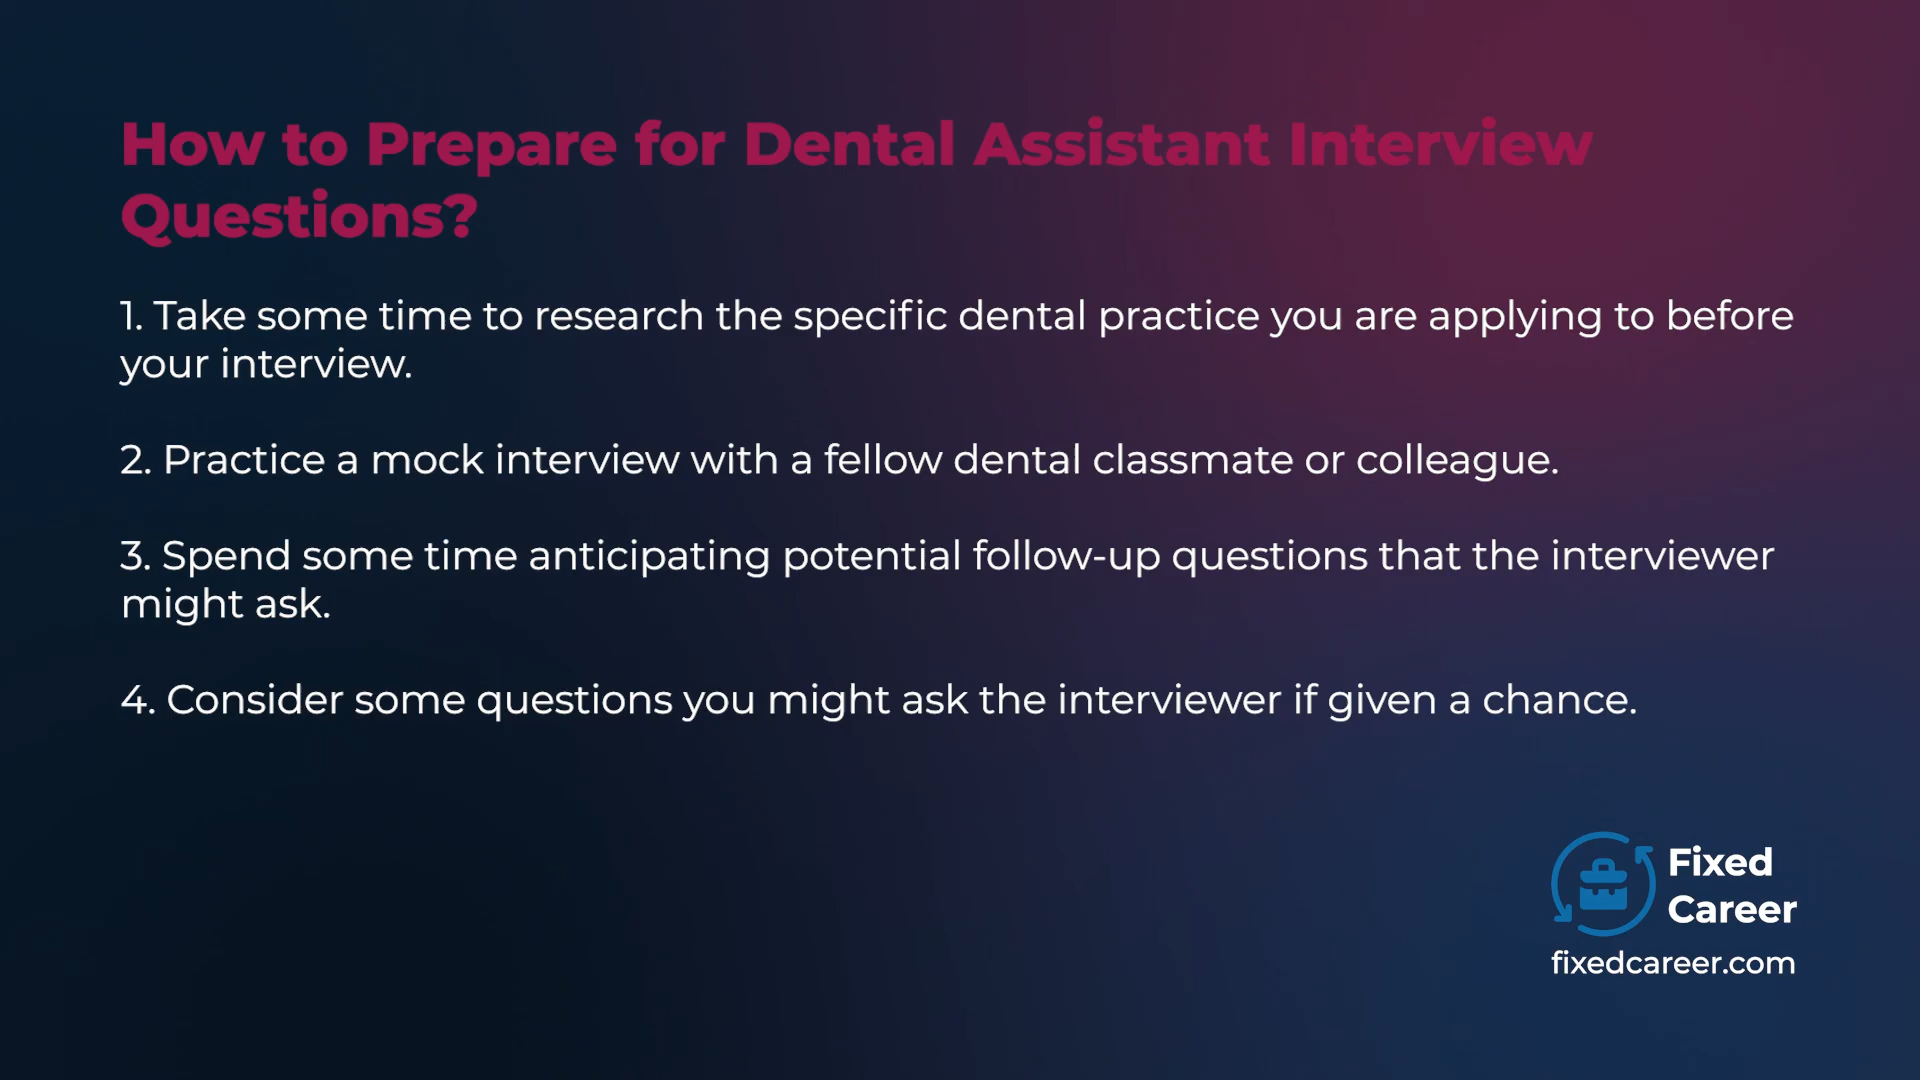 How to Prepare for Dental Assistant Interview
Questions?
1. Take some time to research the specific dental practice you are applying to before
your interview.
2. Practice a mock interview with a fellow dental classmate or colleague.
3. Spend some time anticipating potential follow-up questions that the interviewer
might ask.
4. Consider some questions you might ask the interviewer if given a chance.
Fixed
Career
fixedcareer.com